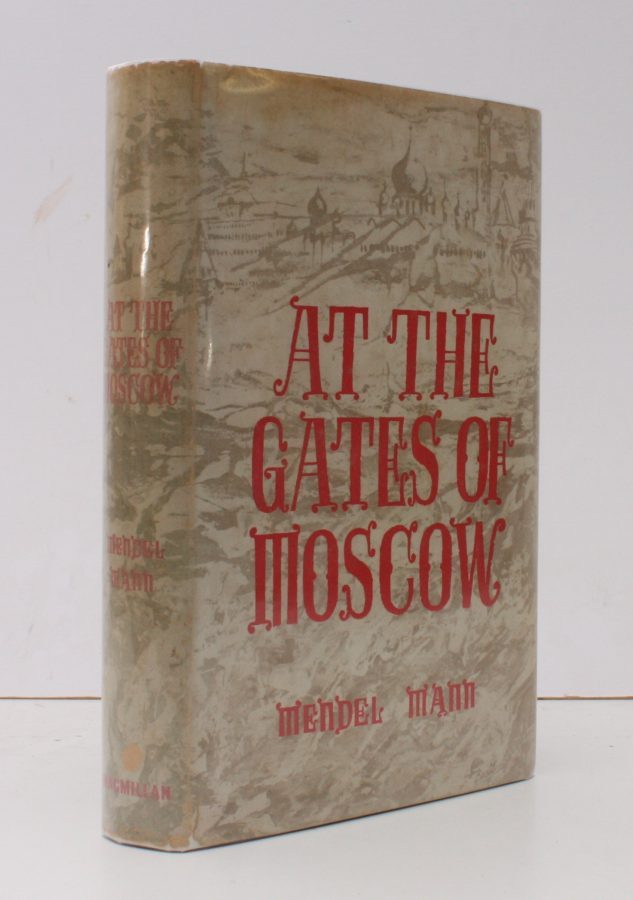 AT THE
GATES OF
MOSCOW
MENDEL MANN
AT THE
GATES OF
MOSCOW
MENDEL
MANN
MACMILLAN